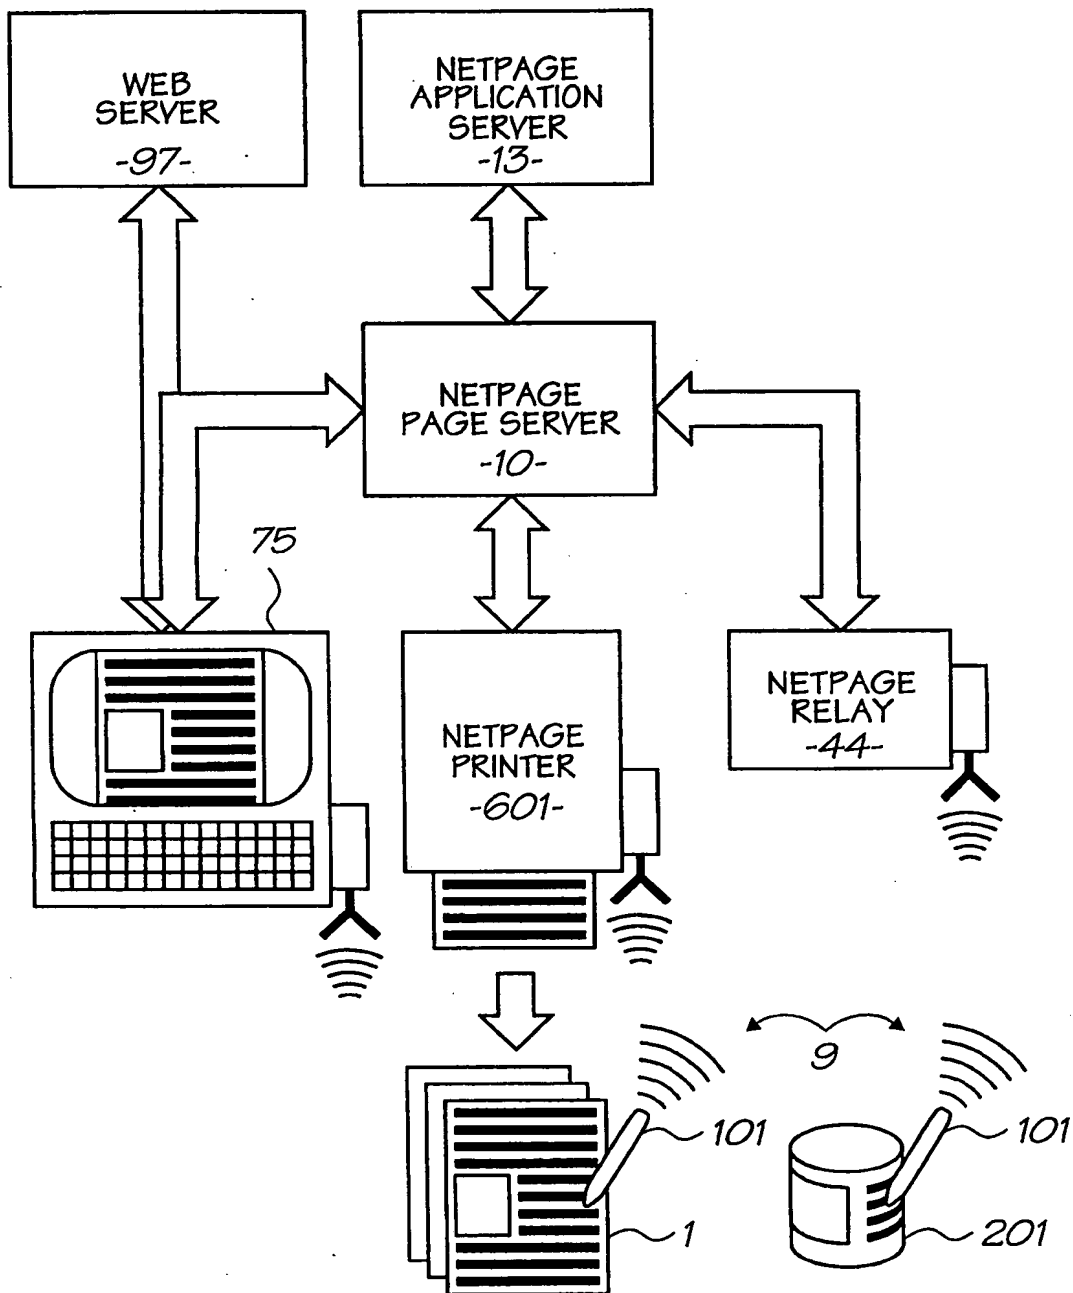 WEB
SERVER
-97-
NETPAGE
APPLICATION
SERVER
-13-
NETPAGE
PAGE SERVER
-10-
75
NETPAGE
PRINTER
-601-
NETPAGE
RELAY
-44-
9
101
101
1
201